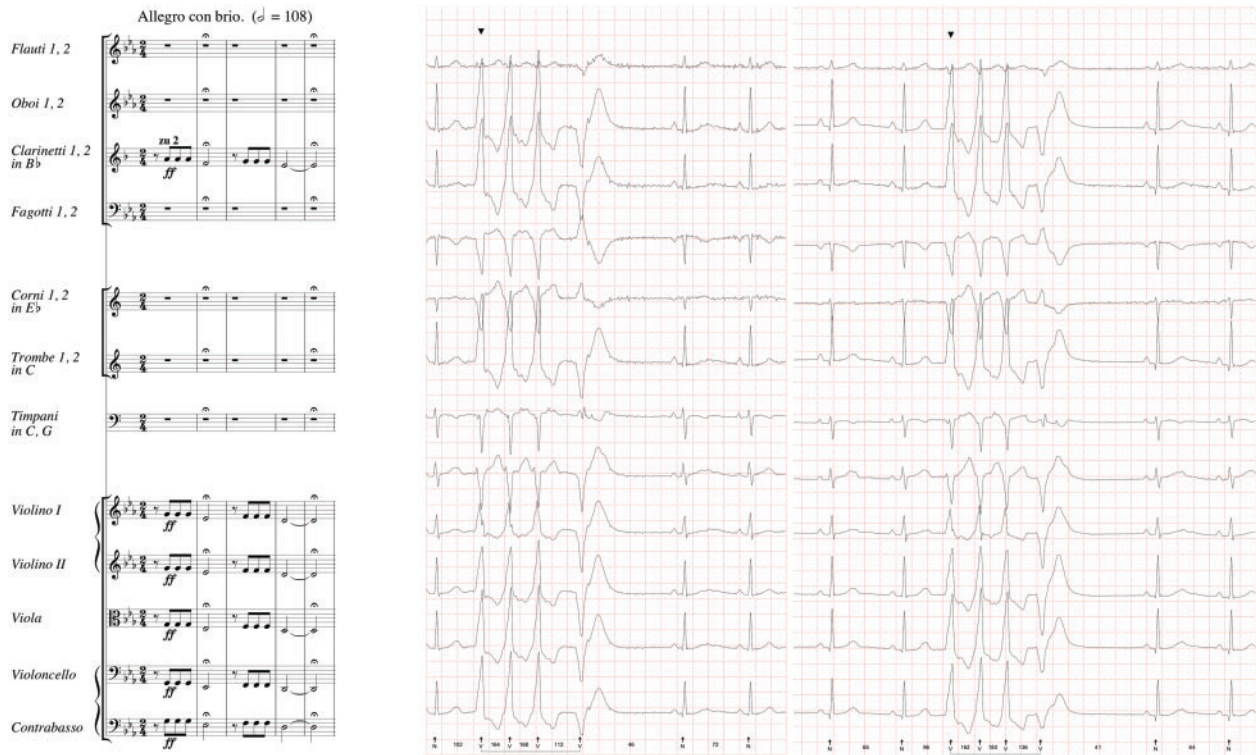 Allegro con brio. (𝅗𝅥 = 108)
Flauti 1, 2
Oboi 1, 2
zu 2
Clarinetti 1, 2
in B♭
ff
Fagotti 1, 2
Corni 1, 2
in E♭
Trombe 1, 2
in C
Timpani
in C, G
Violino I
ff
Violino II
ff
Viola
ff
Violoncello
ff
Contrabasso
ff
N V V V V N N
N N V V V V N N